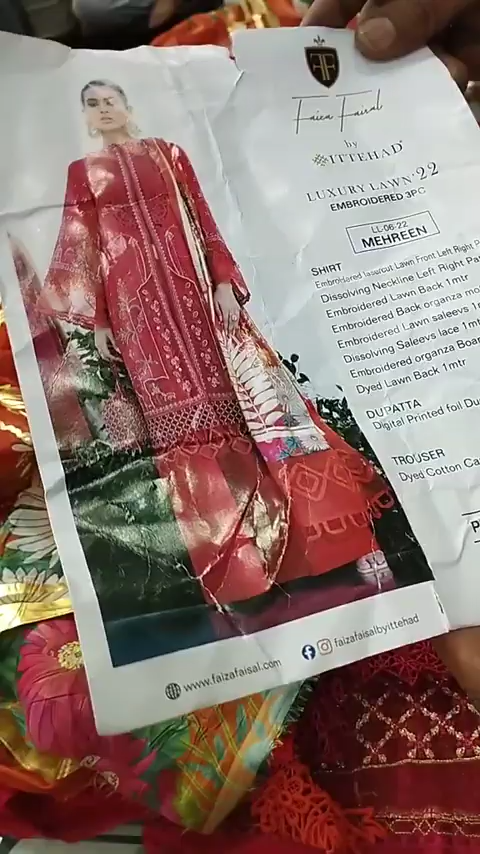 Faiza Faisal
by
ITTEHAD
LUXURY LAWN'22
EMBROIDERED 3PC
LL-06-22
MEHREEN
SHIRT
Embroidered lasercut Lawn Front Left Right
Dissolving Neckline Left Right
Embroidered Lawn Back 1mtr
Embroidered Back organza
Embroidered Lawn saleevs
Dissolving Saleevs lace
Embroidered organza
Dyed Lawn Back 1mtr
DUPATTA
Digital Printed foil
TROUSER
Dyed Cotton
www.faizafaisal.com
faizafaisalbyittehad